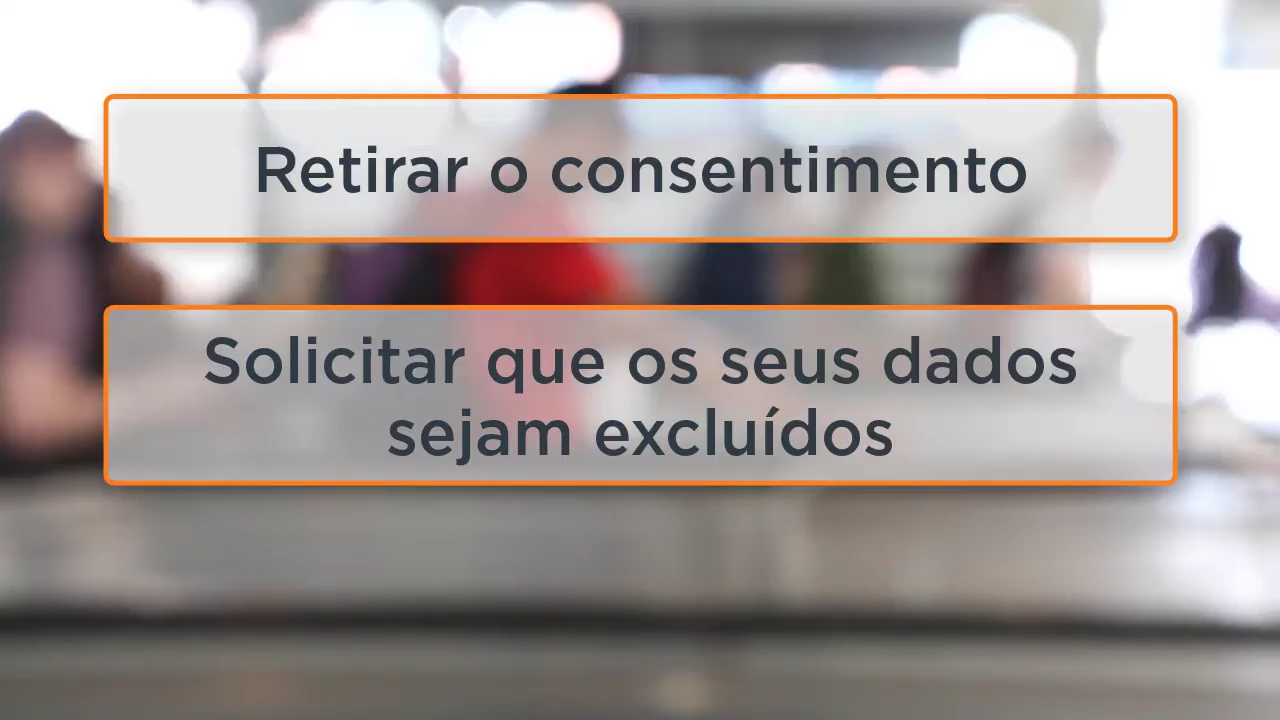 Retirar o consentimento
Solicitar que os seus dados
sejam excluídos